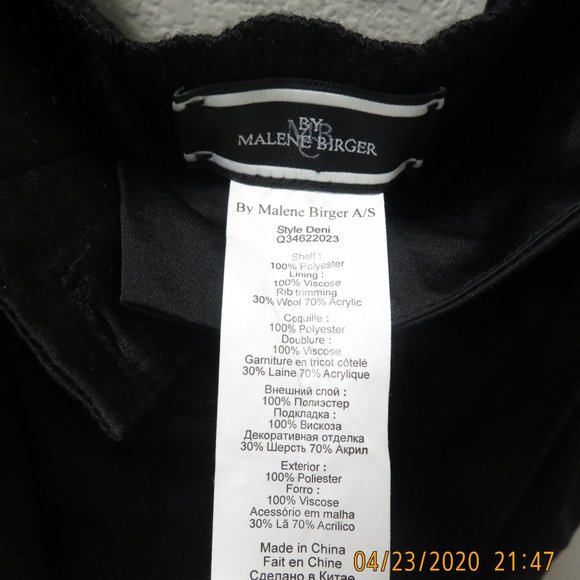 BY
MALENE BIRGER
By Malene Birger A/S
Style Deni
Q34622023
Shell :
100% Polyester
Lining :
100% Viscose
Rib trimming
30% Wool 70% Acrylic
Coquille :
100% Polyester
Doublure :
100% Viscose
Garniture en tricot côtelé
30% Laine 70% Acrylique
Внешний слой :
100% Полиэстер
Подкладка :
100% Вискоза
Декоративная отделка
30% Шерсть 70% Акрил
Exterior :
100% Poliester
Forro :
100% Viscose
Acessório em malha
30% Lã 70% Acrilico
Made in China
Fait en Chine
Сделано в Китае
04/23/2020 21:47